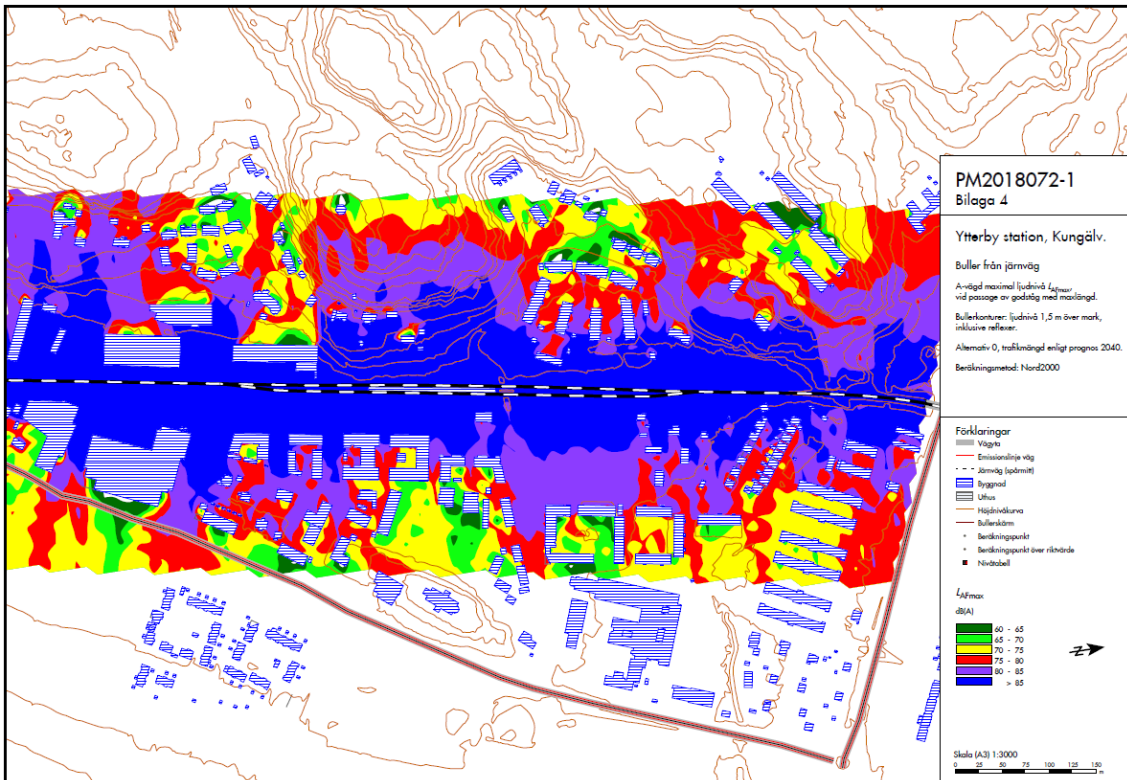 PM2018072-1
Bilaga 4
Ytterby station, Kungälv.
Buller från järnväg
A-vägd maximal ljudnivå LAFmax,
vid passage av godståg med maxlängd.
Bullerkonturer: ljudnivå 1,5 m över mark,
inklusive reflexer.
Alternativ 0, trafikmängd enligt prognos 2040.
Beräkningsmetod: Nord2000
Förklaringar
Vägyta
Emissionslinje väg
Järnväg (spårmitt)
Byggnad
Uthus
Höjdnivåkurva
Bullerskärm
Beräkningspunkt
Beräkningspunkt över riktvärde
Nivåtabell
LAFmax
dB(A)
60 - 65
65 - 70
70 - 75
75 - 80
80 - 85
> 85
N
Skala (A3) 1:3000
0 25 50 75 100 150
m